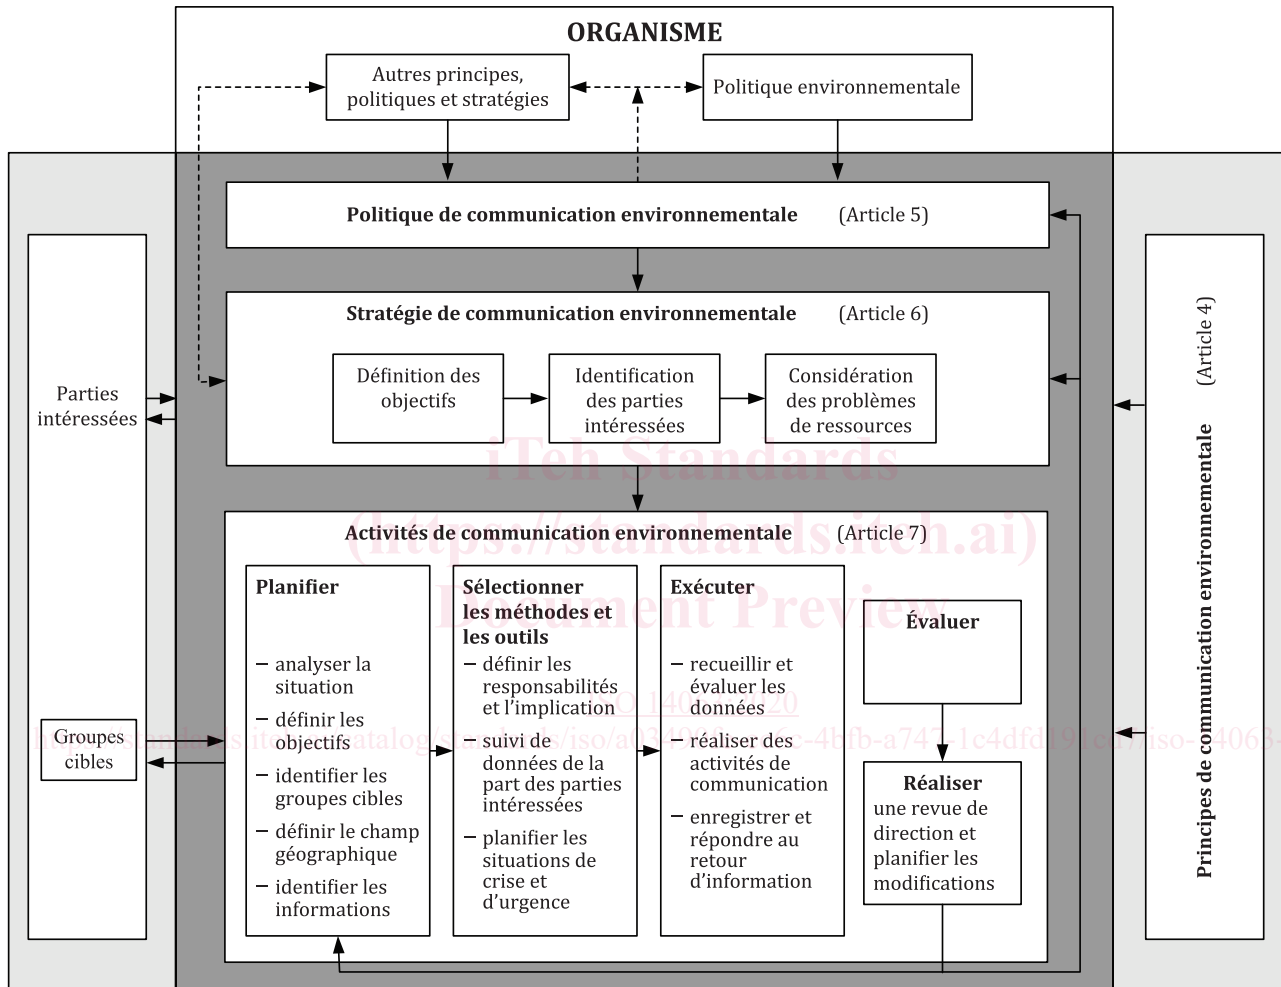 ORGANISME
Autres principes,
politiques et stratégies
Politique environnementale
Politique de communication environnementale (Article 5)
Stratégie de communication environnementale (Article 6)
Définition des
objectifs
Identification
des parties
intéressées
Considération
des problèmes
de ressources
Parties
intéressées
Groupes
cibles
Activités de communication environnementale (Article 7)
Planifier
– analyser la
situation
– définir les
objectifs
– identifier les
groupes cibles
– définir le champ
géographique
– identifier les
informations
Sélectionner
les méthodes et
les outils
– définir les
responsabilités
et l’implication
– suivi de
données de la
part des parties
intéressées
– planifier les
situations de
crise et
d’urgence
Exécuter
– recueillir et
évaluer les
données
– réaliser des
activités de
communication
– enregistrer et
répondre au
retour
d’information
Évaluer
Réaliser
une revue de
direction et
planifier les
modifications
Principes de communication environnementale (Article 4)
iTeh Standards
(https://standards.iteh.ai)
Document Preview
ISO 14063:2020